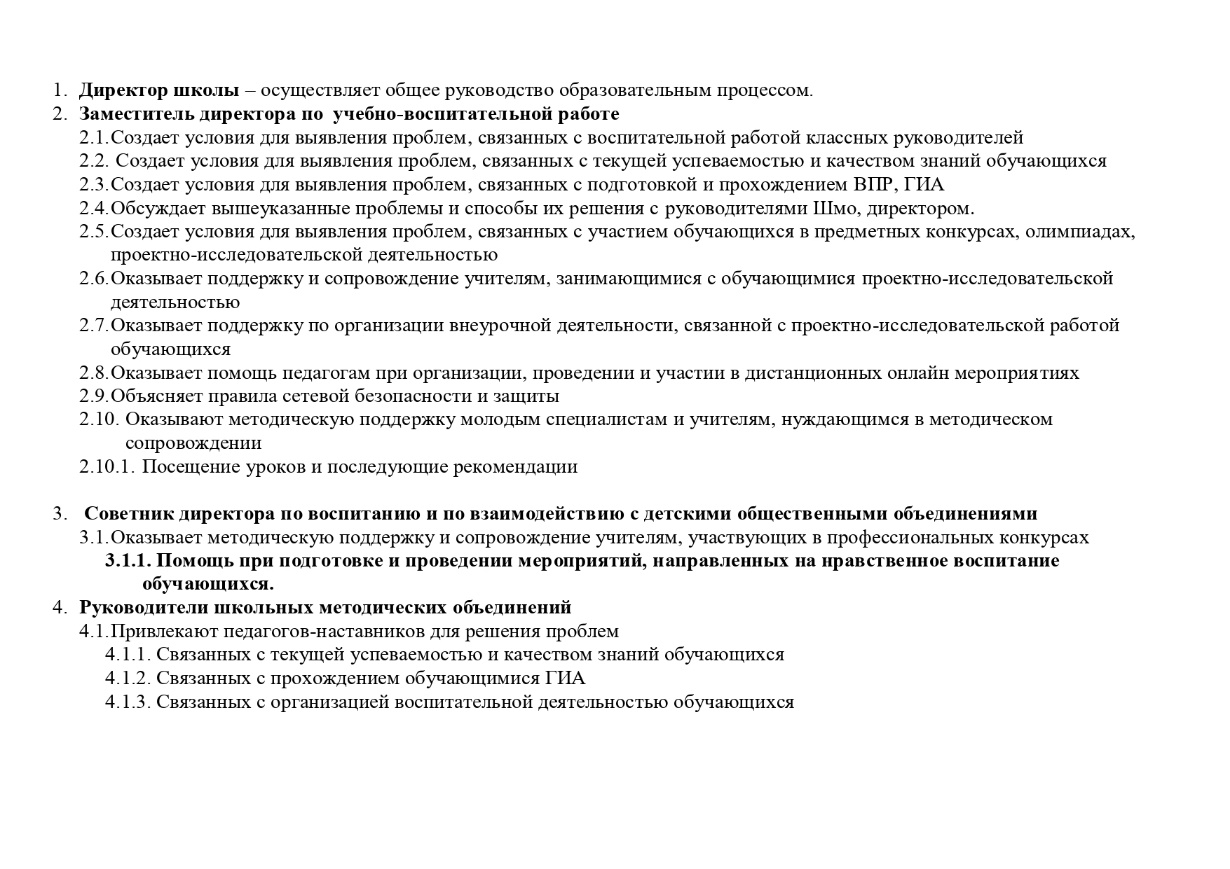 1. Директор школы – осуществляет общее руководство образовательным процессом.
2. Заместитель директора по  учебно-воспитательной работе
2.1.Создает условия для выявления проблем, связанных с воспитательной работой классных руководителей
2.2. Создает условия для выявления проблем, связанных с текущей успеваемостью и качеством знаний обучающихся
2.3.Создает условия для выявления проблем, связанных с подготовкой и прохождением ВПР, ГИА
2.4.Обсуждает вышеуказанные проблемы и способы их решения с руководителями Шмо, директором.
2.5.Создает условия для выявления проблем, связанных с участием обучающихся в предметных конкурсах, олимпиадах,
проектно-исследовательской деятельностью
2.6.Оказывает поддержку и сопровождение учителям, занимающимися с обучающимися проектно-исследовательской
деятельностью
2.7.Оказывает поддержку по организации внеурочной деятельности, связанной с проектно-исследовательской работой
обучающихся
2.8.Оказывает помощь педагогам при организации, проведении и участии в дистанционных онлайн мероприятиях
2.9.Объясняет правила сетевой безопасности и защиты
2.10. Оказывают методическую поддержку молодым специалистам и учителям, нуждающимся в методическом
сопровождении
2.10.1. Посещение уроков и последующие рекомендации
3. Советник директора по воспитанию и по взаимодействию с детскими общественными объединениями
3.1.Оказывает методическую поддержку и сопровождение учителям, участвующих в профессиональных конкурсах
3.1.1. Помощь при подготовке и проведении мероприятий, направленных на нравственное воспитание
обучающихся.
4. Руководители школьных методических объединений
4.1.Привлекают педагогов-наставников для решения проблем
4.1.1. Связанных с текущей успеваемостью и качеством знаний обучающихся
4.1.2. Связанных с прохождением обучающимися ГИА
4.1.3. Связанных с организацией воспитательной деятельностью обучающихся